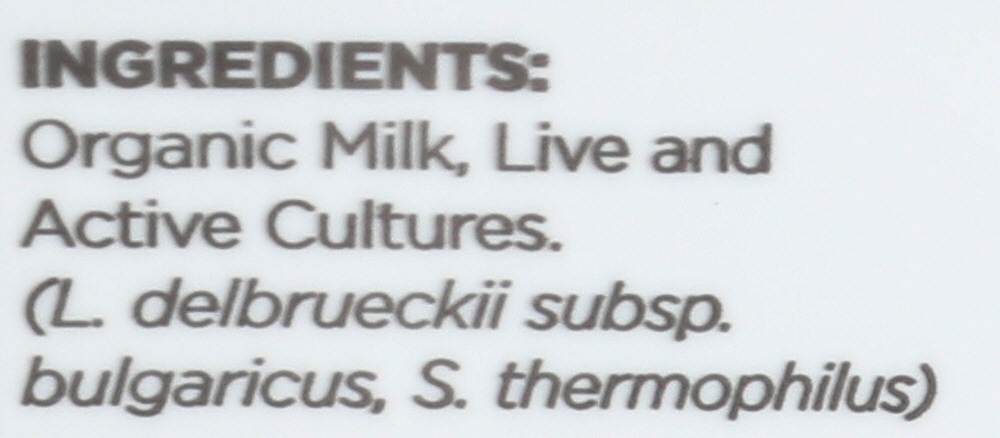 INGREDIENTS:
Organic Milk, Live and
Active Cultures.
(L. delbrueckii subsp.
bulgaricus, S. thermophilus)